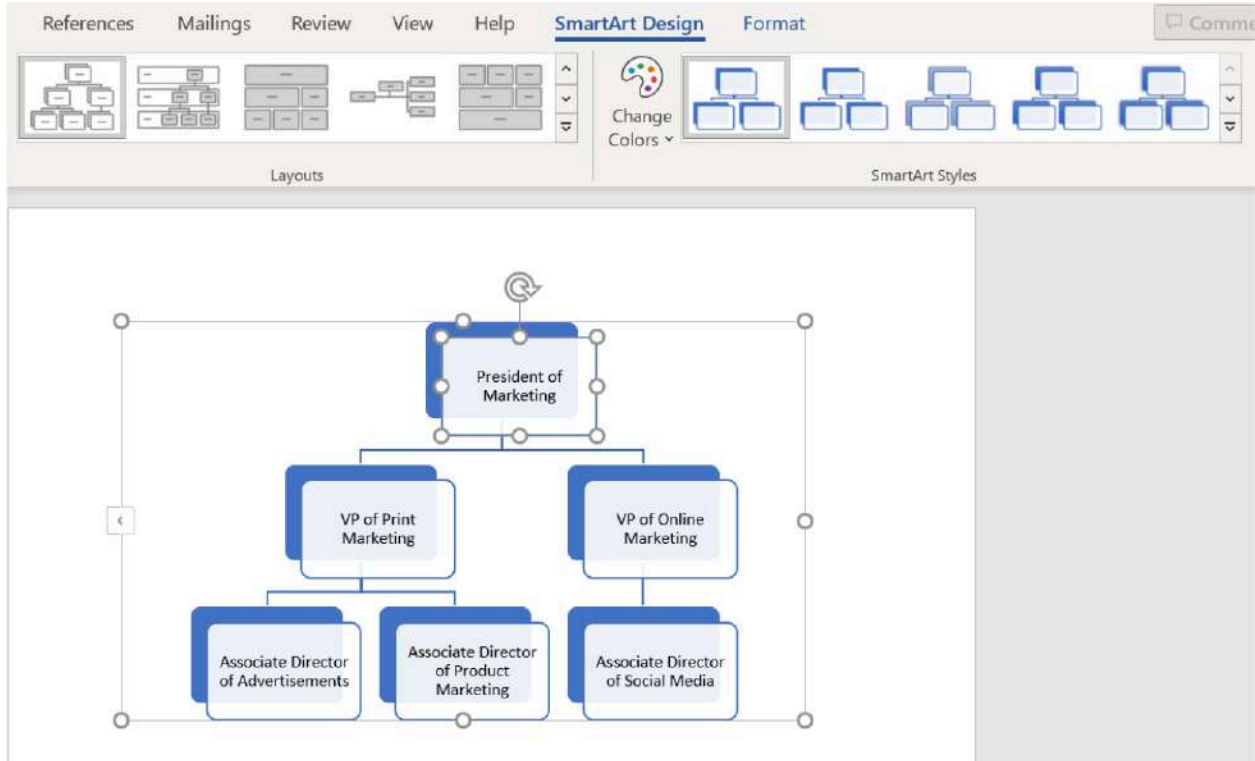 References Mailings Review View Help SmartArt Design Format
Change
Colors
Layouts
SmartArt Styles
President of
Marketing
VP of Print
Marketing
VP of Online
Marketing
Associate Director
of Advertisements
Associate Director
of Product
Marketing
Associate Director
of Social Media